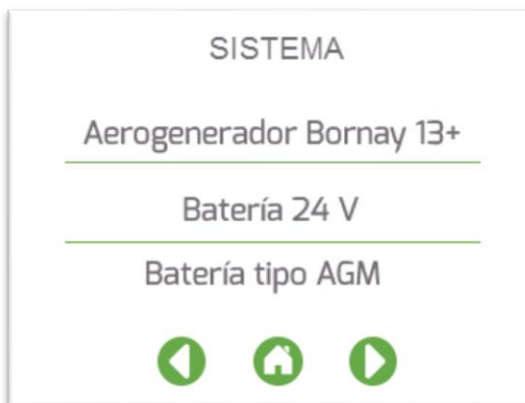 SISTEMA
Aerogenerador Bornay 13+
Batería 24 V
Batería tipo AGM